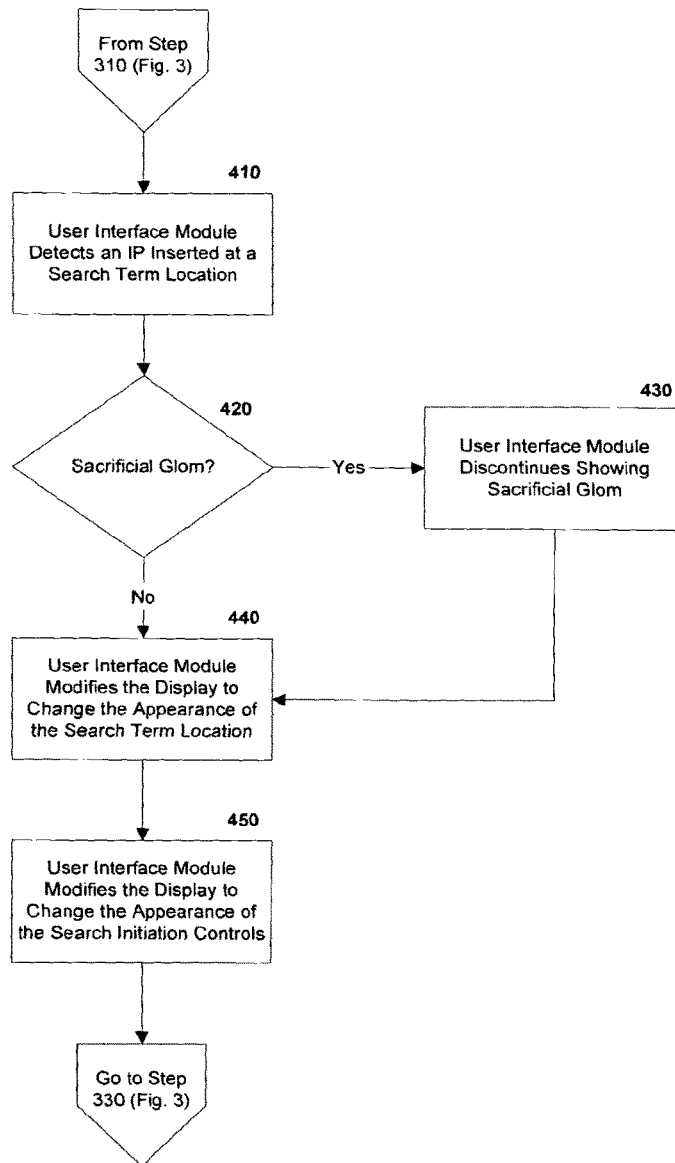 From Step
310 (Fig. 3)
410
User Interface Module
Detects an IP Inserted at a
Search Term Location
420
Sacrificial Glom?
Yes
430
User Interface Module
Discontinues Showing
Sacrificial Glom
No
440
User Interface Module
Modifies the Display to
Change the Appearance of
the Search Term Location
450
User Interface Module
Modifies the Display to
Change the Appearance of
the Search Initiation Controls
Go to Step
330 (Fig. 3)